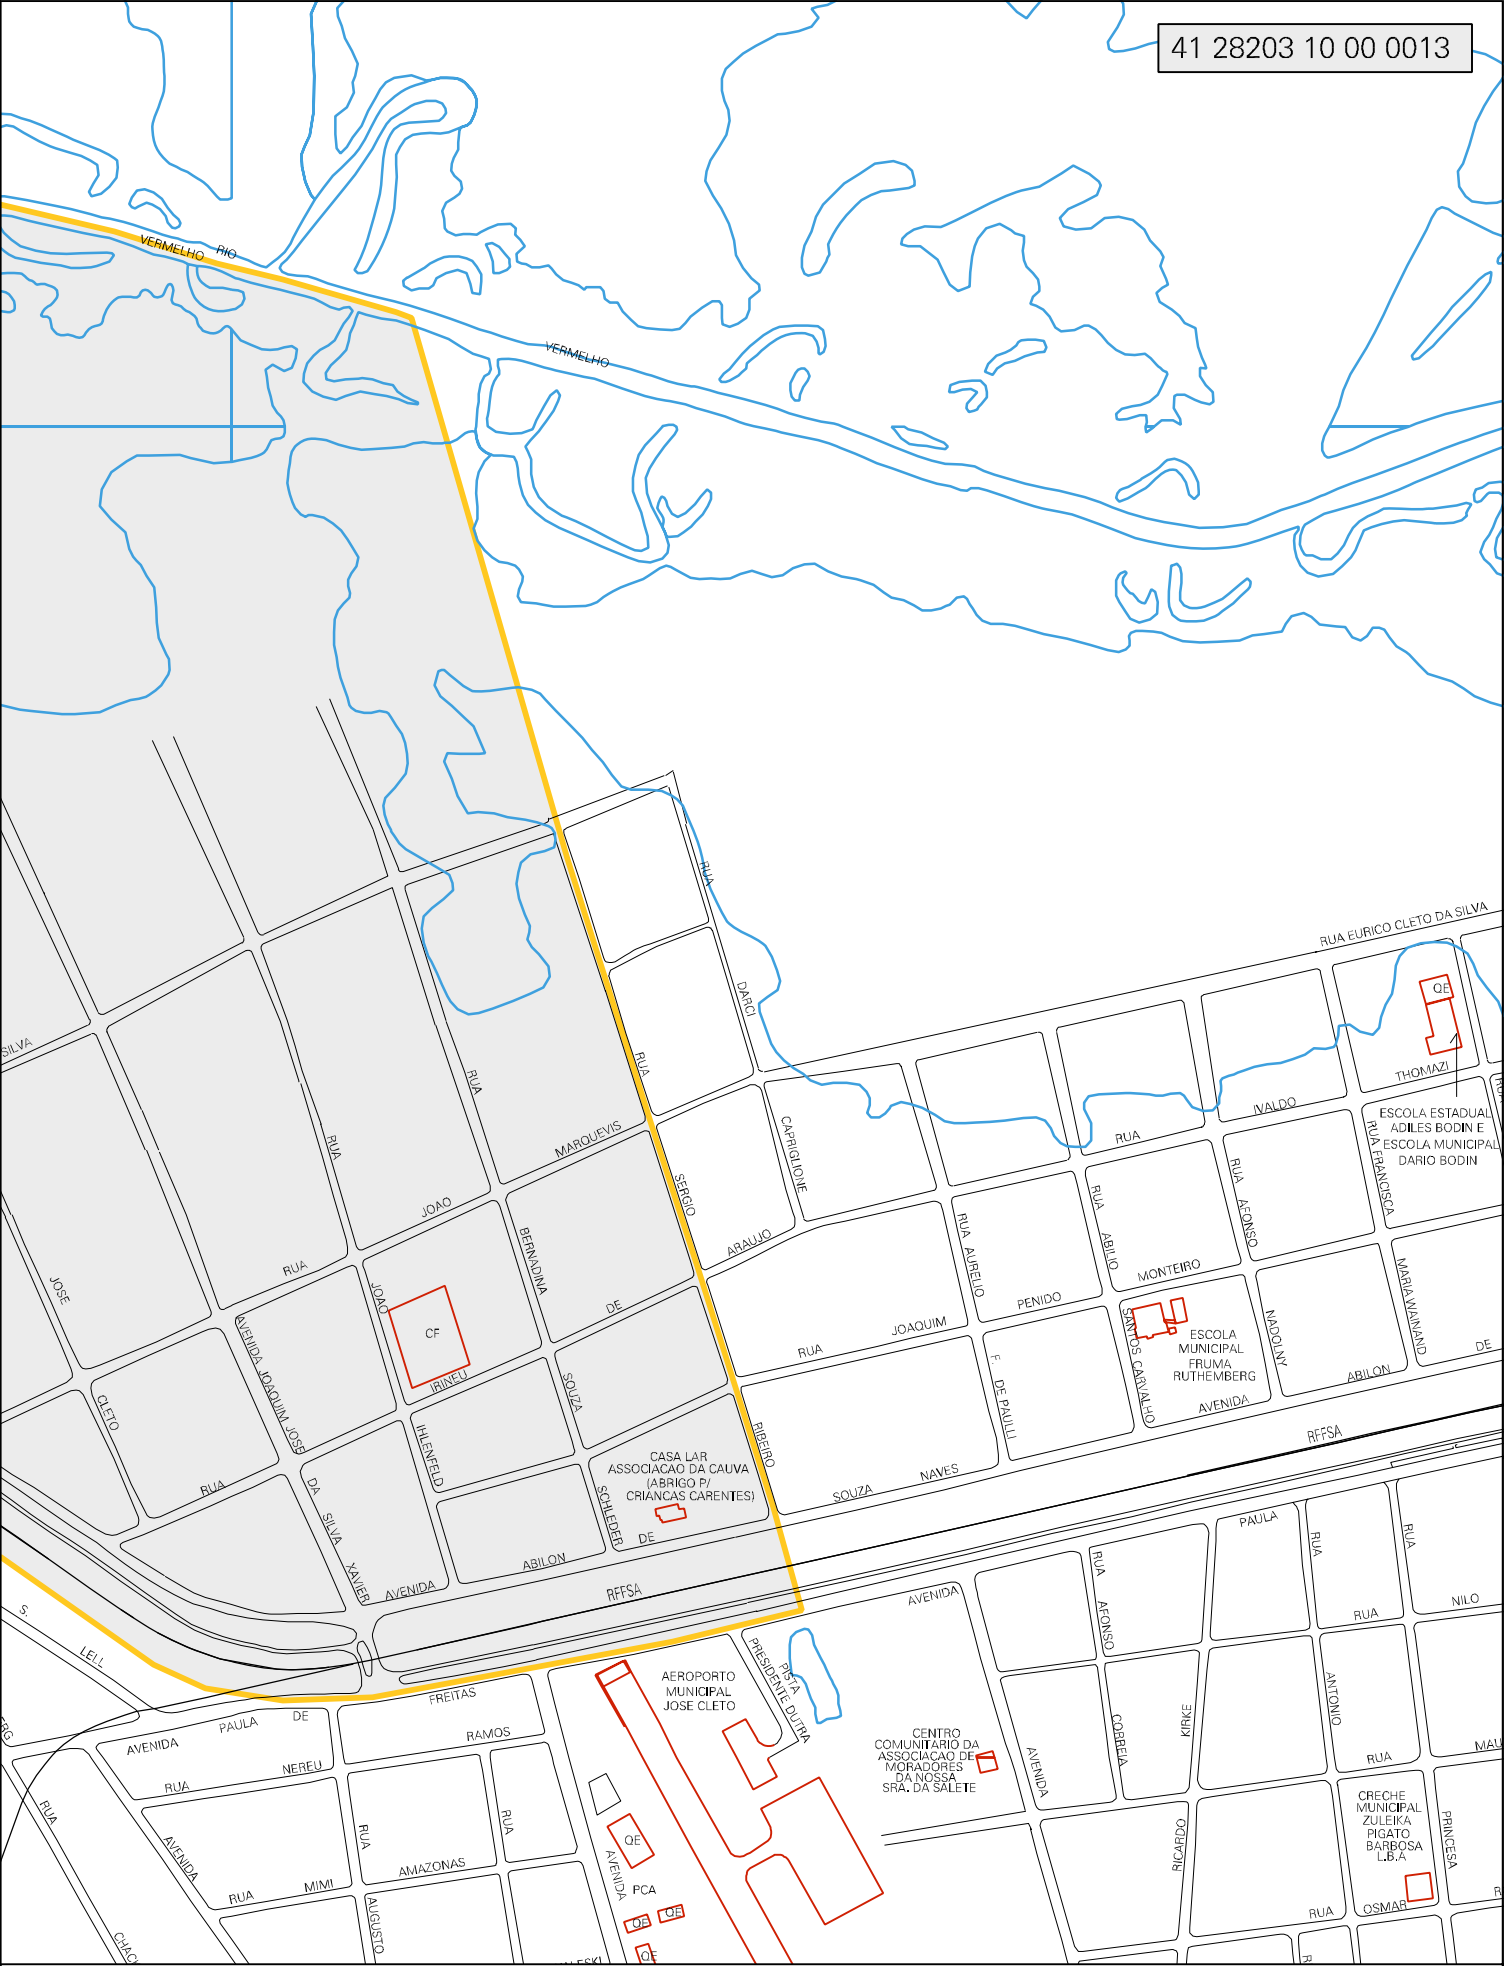 41 28203 10 00 0013
RIO
VERMELHO
VERMELHO
RUA EURICO CLETO DA SILVA
RUA
DARCI
QE
THOMAZI
IVALDO
RUA
ESCOLA ESTADUAL
ADILES BODIN E
ESCOLA MUNICIPAL
DARIO BODIN
RUA
SILVA
RUA
RUA
MARQUEVIS
CAPRIGLIONE
RUA
RUA
RUA
RUA FRANCISCA
SERGIO
JOAO
ARAUJO
RUA AURELIO
ABILIO
AFONSO
MONTEIRO
MARIA WAINAND
BERNADINA
RUA
JOSE
JOAO
DE
PENIDO
CF
SANTOS CARVALHO
ESCOLA
MUNICIPAL
FRUMA
RUTHEMBERG
NADOLNY
JOAQUIM
RUA
DE
AVENIDA JOAQUIM JOSE
IRINEU
F. DE PAULLI
ABILON
AVENIDA
CLETO
SOUZA
IHLENFELD
RIBEIRO
RFFSA
CASA LAR
ASSOCIACAO DA CAUVA
(ABRIGO P/
CRIANCAS CARENTES)
NAVES
SOUZA
RUA
DA
SILVA
XAVIER
SCHLEDER
DE
ABILON
AVENIDA
RFFSA
PAULA
RUA
RUA
RUA
AVENIDA
AFONSO
RUA
NILO
S.
LELL
PRESIDENTE DUTRA
PISTA
AEROPORTO
MUNICIPAL
JOSE CLETO
FREITAS
DE
PAULA
AVENIDA
RAMOS
NEREU
RUA
ANTONIO
KIRKE
CORREIA
CENTRO
COMUNITARIO DA
ASSOCIACAO DE
MORADORES
DA NOSSA
SRA. DA SALETE
AVENIDA
RUA
MAU
CRECHE
MUNICIPAL
ZULEIKA
PIGATO
BARBOSA
L.B.A
PRINCESA
RICARDO
RUA
AVENIDA
RUA
RUA
QE
AMAZONAS
AVENIDA
MIMI
RUA
PCA
QE
QE
QE
AUGUSTO
RUA
OSMAR
R